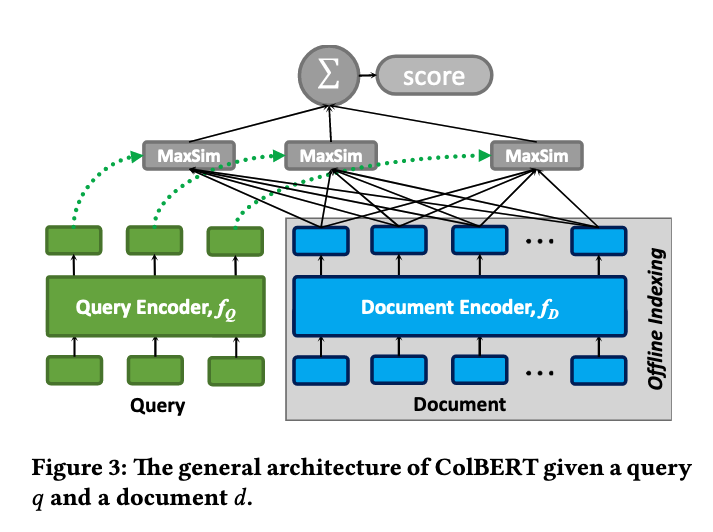 Σ
score
MaxSim
MaxSim
MaxSim
Query Encoder, f_Q
Document Encoder, f_D
Offline Indexing
Query
Document
Figure 3: The general architecture of ColBERT given a query
q and a document d.